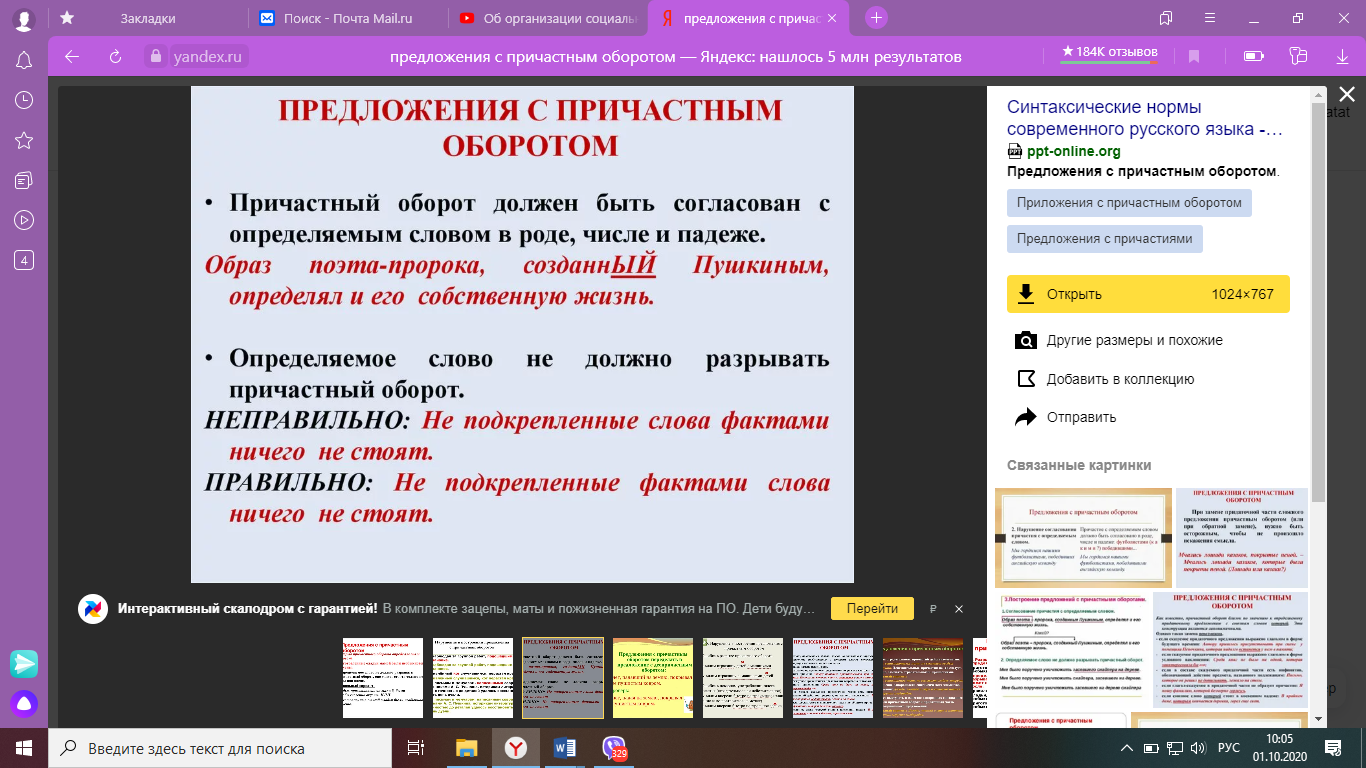 Закладки
Поиск - Почта Mail.ru
Об организации социаль
предложения с причас
yandex.ru
предложения с причастным оборотом — Яндекс: нашлось 5 млн результатов
★ 184K отзывов
4
ПРЕДЛОЖЕНИЯ С ПРИЧАСТНЫМ
ОБОРОТОМ
• Причастный оборот должен быть согласован с
определяемым словом в роде, числе и падеже.
Образ поэта-пророка, созданнЫЙ Пушкиным,
определял и его собственную жизнь.
• Определяемое слово не должно разрывать
причастный оборот.
НЕПРАВИЛЬНО: Не подкрепленные слова фактами
ничего не стоят.
ПРАВИЛЬНО: Не подкрепленные фактами слова
ничего не стоят.
Интерактивный скалодром с гарантией! В комплекте зацепы, маты и пожизненная гарантия на ПО. Дети буду...
Перейти
₽
Синтаксические нормы
современного русского языка -...
ppt-online.org
Предложения с причастным оборотом.
Приложения с причастным оборотом
Предложения с причастиями
Открыть
1024×767
Другие размеры и похожие
Добавить в коллекцию
Отправить
Связанные картинки
Предложения с причастным оборотом
ПРЕДЛОЖЕНИЯ С ПРИЧАСТНЫМ
ОБОРОТОМ
ПРЕДЛОЖЕНИЯ С ПРИЧАСТНЫМ
ОБОРОТОМ
Предложения с причастным
оборотом
Введите здесь текст для поиска
329
РУС
10:05
01.10.2020